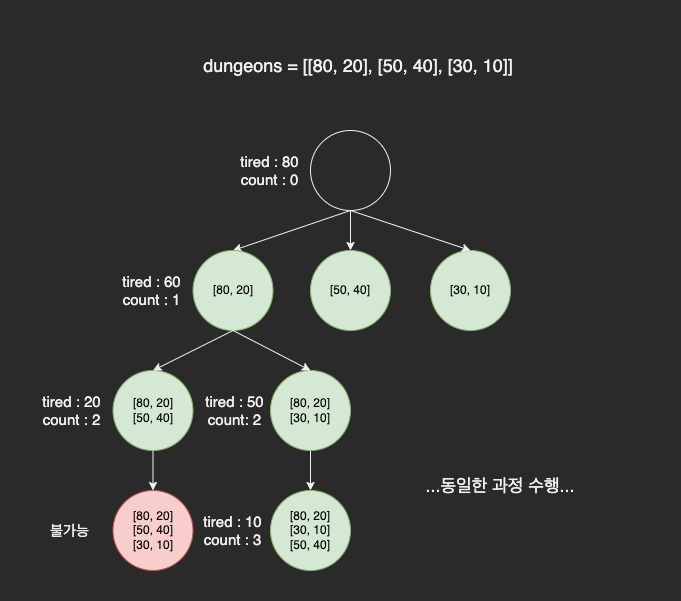 dungeons = [[80, 20], [50, 40], [30, 10]]
tired : 80
count : 0
tired : 60
count : 1
[80, 20]
[50, 40]
[30, 10]
tired : 20
count : 2
[80, 20]
[50, 40]
tired : 50
count: 2
[80, 20]
[30, 10]
...동일한 과정 수행...
불가능
[80, 20]
[50, 40]
[30, 10]
tired : 10
count : 3
[80, 20]
[30, 10]
[50, 40]